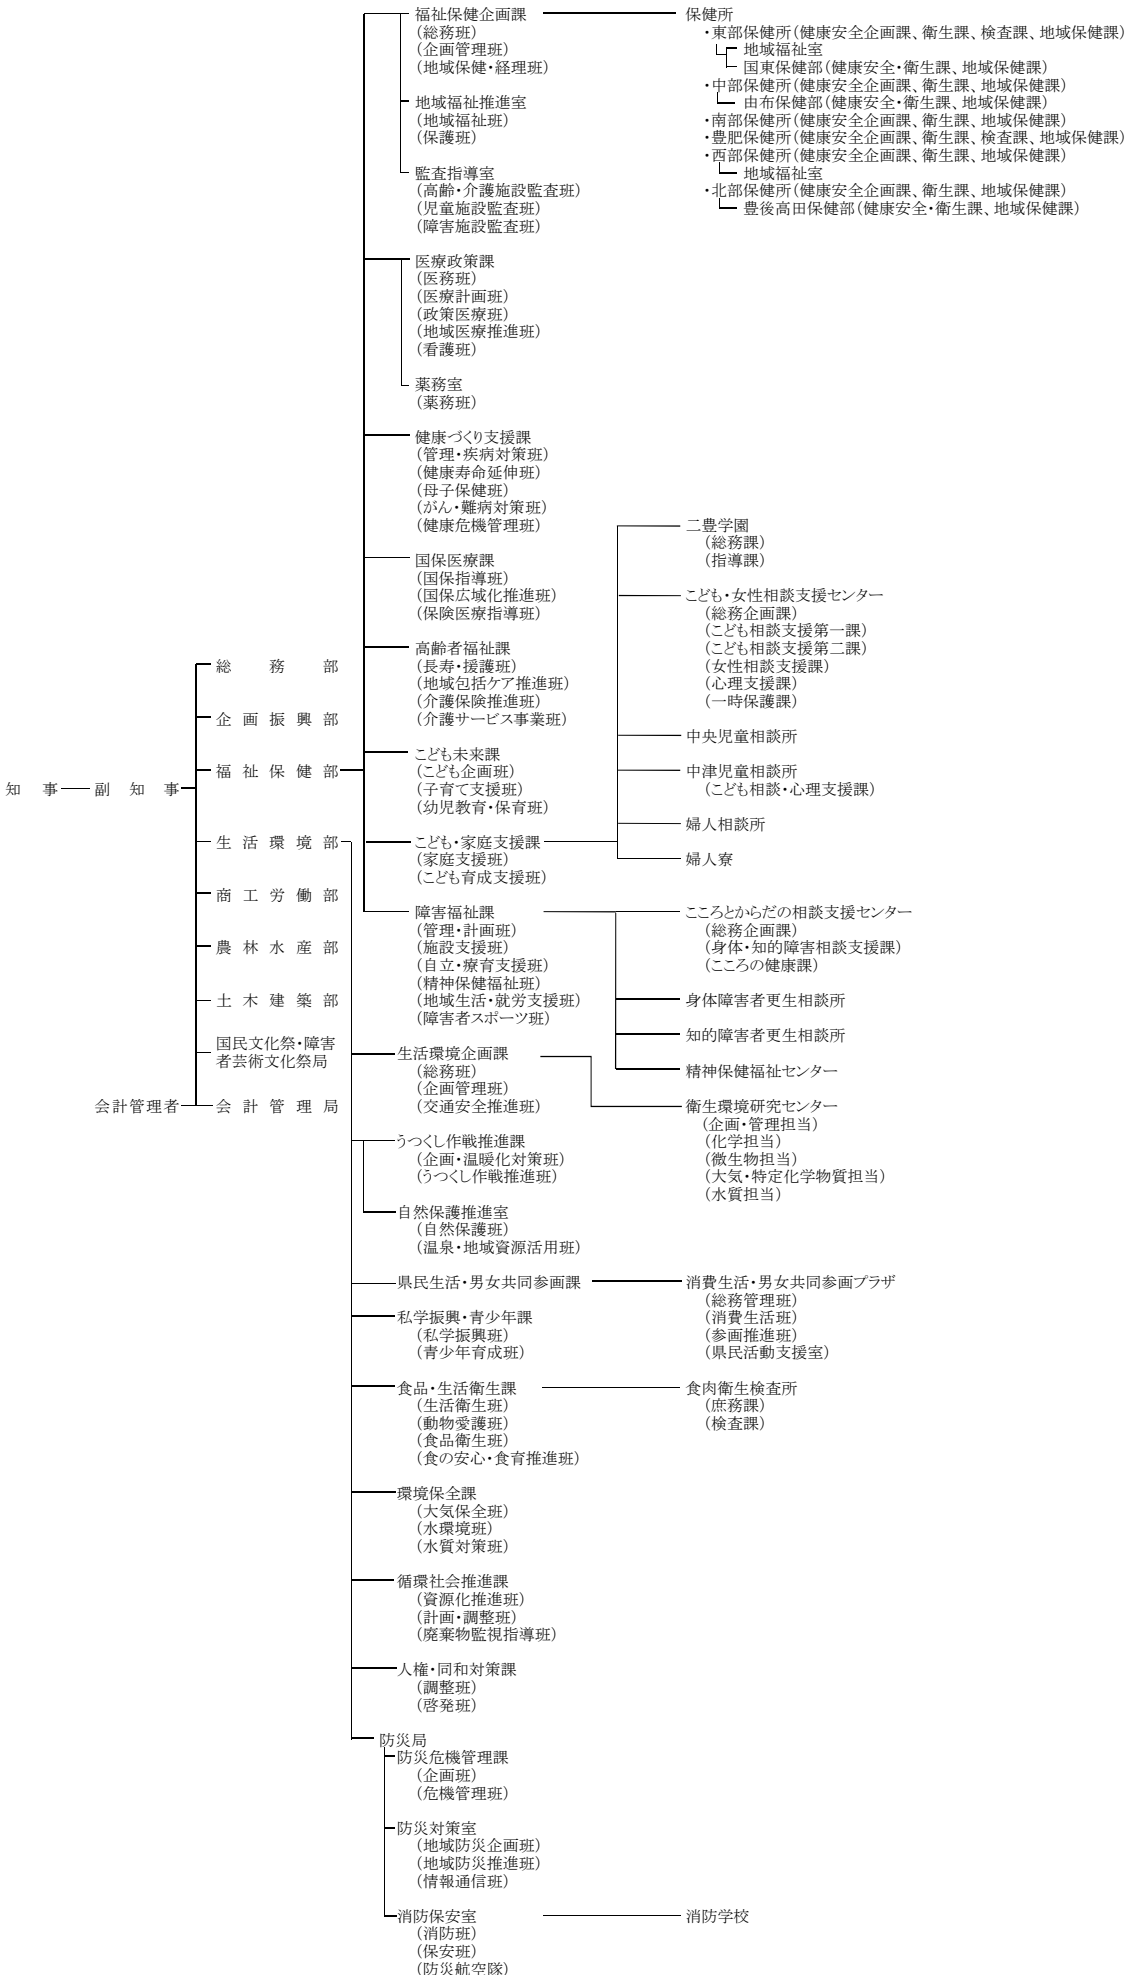 知事
副知事
会計管理者
総務部
企画振興部
福祉保健部
生活環境部
商工労働部
農林水産部
土木建築部
国民文化祭・障害
者芸術文化祭局
会計管理局
福祉保健企画課
(総務班)
(企画管理班)
(地域保健・経理班)
地域福祉推進室
(地域福祉班)
(保護班)
監査指導室
(高齢・介護施設監査班)
(児童施設監査班)
(障害施設監査班)
医療政策課
(医務班)
(医療計画班)
(政策医療班)
(地域医療推進班)
(看護班)
薬務室
(薬務班)
健康づくり支援課
(管理・疾病対策班)
(健康寿命延伸班)
(母子保健班)
(がん・難病対策班)
(健康危機管理班)
国保医療課
(国保指導班)
(国保広域化推進班)
(保険医療指導班)
高齢者福祉課
(長寿・援護班)
(地域包括ケア推進班)
(介護保険推進班)
(介護サービス事業班)
こども未来課
(こども企画班)
(子育て支援班)
(幼児教育・保育班)
こども・家庭支援課
(家庭支援班)
(こども育成支援班)
障害福祉課
(管理・計画班)
(施設支援班)
(自立・療育支援班)
(精神保健福祉班)
(地域生活・就労支援班)
(障害者スポーツ班)
生活環境企画課
(総務班)
(企画管理班)
(交通安全推進班)
うつくし作戦推進課
(企画・温暖化対策班)
(うつくし作戦推進班)
自然保護推進室
(自然保護班)
(温泉・地域資源活用班)
県民生活・男女共同参画課
私学振興・青少年課
(私学振興班)
(青少年育成班)
食品・生活衛生課
(生活衛生班)
(動物愛護班)
(食品衛生班)
(食の安心・食育推進班)
環境保全課
(大気保全班)
(水環境班)
(水質対策班)
循環社会推進課
(資源化推進班)
(計画・調整班)
(廃棄物監視指導班)
人権・同和対策課
(調整班)
(啓発班)
防災局
防災危機管理課
(企画班)
(危機管理班)
防災対策室
(地域防災企画班)
(地域防災推進班)
(情報通信班)
消防保安室
(消防班)
(保安班)
(防災航空隊)
保健所
・東部保健所(健康安全企画課、衛生課、検査課、地域保健課)
地域福祉室
国東保健部(健康安全・衛生課、地域保健課)
・中部保健所(健康安全企画課、衛生課、地域保健課)
由布保健部(健康安全・衛生課、地域保健課)
・南部保健所(健康安全企画課、衛生課、地域保健課)
・豊肥保健所(健康安全企画課、衛生課、検査課、地域保健課)
・西部保健所(健康安全企画課、衛生課、地域保健課)
地域福祉室
・北部保健所(健康安全企画課、衛生課、地域保健課)
豊後高田保健部(健康安全・衛生課、地域保健課)
二豊学園
(総務課)
(指導課)
こども・女性相談支援センター
(総務企画課)
(こども相談支援第一課)
(こども相談支援第二課)
(女性相談支援課)
(心理支援課)
(一時保護課)
中央児童相談所
中津児童相談所
(こども相談・心理支援課)
婦人相談所
婦人寮
こころとからだの相談支援センター
(総務企画課)
(身体・知的障害相談支援課)
(こころの健康課)
身体障害者更生相談所
知的障害者更生相談所
精神保健福祉センター
衛生環境研究センター
(企画・管理担当)
(化学担当)
(微生物担当)
(大気・特定化学物質担当)
(水質担当)
消費生活・男女共同参画プラザ
(総務管理班)
(消費生活班)
(参画推進班)
(県民活動支援室)
食肉衛生検査所
(庶務課)
(検査課)
消防学校